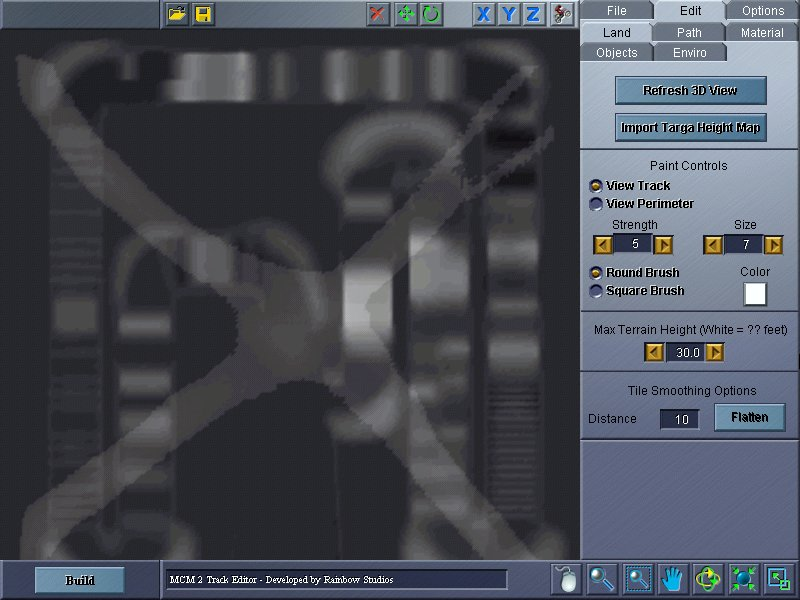 X Y Z
File Edit Options
Land Path Material
Objects Enviro
Refresh 3D View
Import Targa Height Map
Paint Controls
View Track
View Perimeter
Strength Size
5 7
Round Brush Color
Square Brush
Max Terrain Height (White = ?? feet)
30.0
Tile Smoothing Options
Distance 10 Flatten
Build MCM 2 Track Editor - Developed by Rainbow Studios